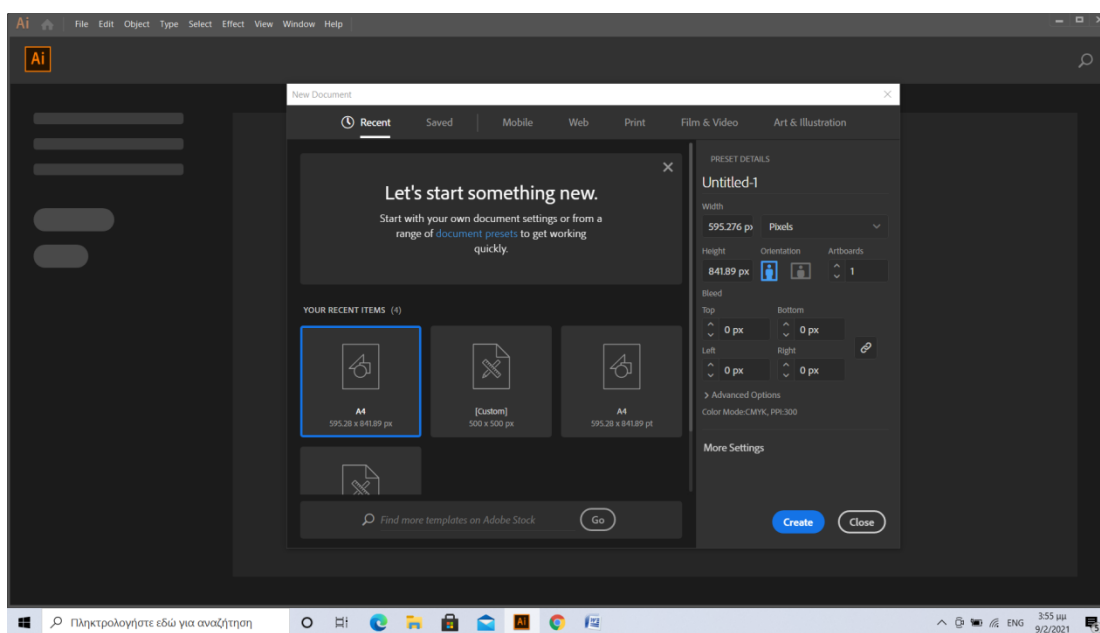 Ai File Edit Object Type Select Effect View Window Help
Ai
New Document
Recent Saved Mobile Web Print Film & Video Art & Illustration
Let's start something new.
Start with your own document settings or from a
range of document presets to get working
quickly.
YOUR RECENT ITEMS (4)
A4
595.28 x 841.89 px
[Custom]
500 x 500 px
A4
595.28 x 841.89 pt
Find more templates on Adobe Stock Go
PRESET DETAILS
Untitled-1
Width
595.276 px Pixels
Height Orientation Artboards
841.89 px 1
Bleed
Top Bottom
0 px 0 px
Left Right
0 px 0 px
> Advanced Options
Color Mode:CMYK, PPI:300
More Settings
Create Close
Πληκτρολογήστε εδώ για αναζήτηση
Ai
ENG
3:55 μμ
9/2/2021
5